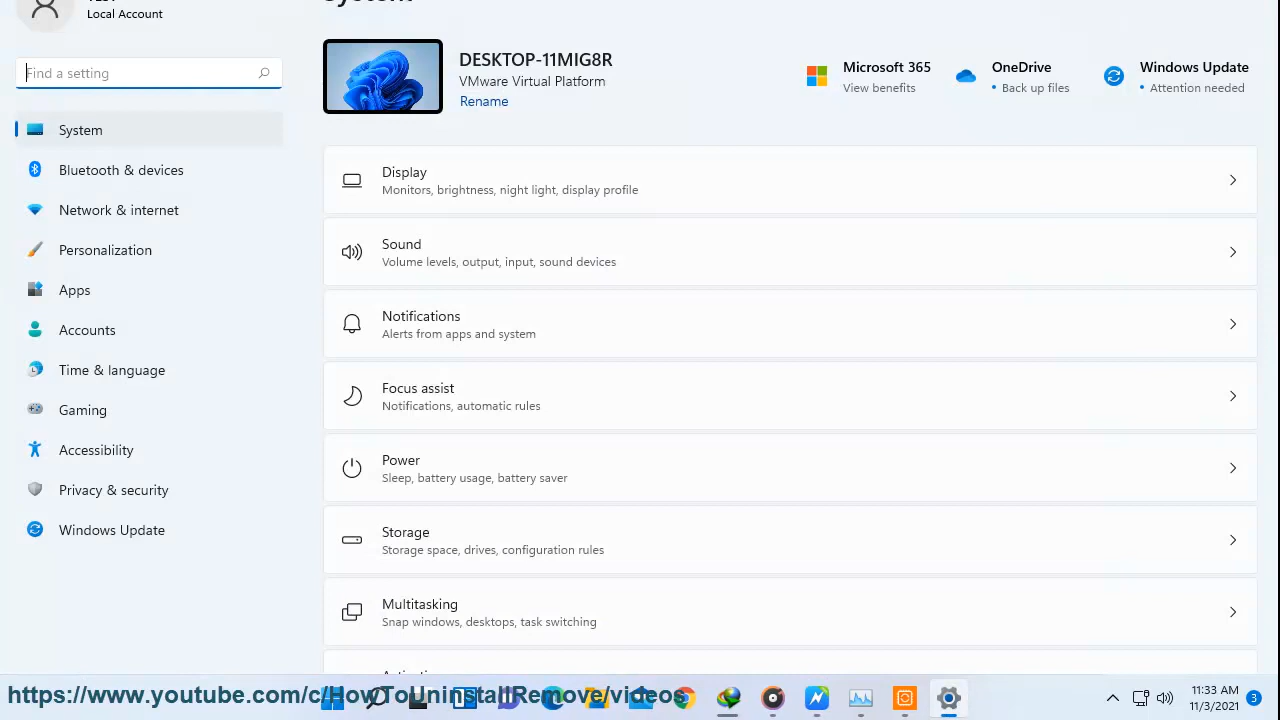 Local Account
System
Find a setting
DESKTOP-11MIG8R
VMware Virtual Platform
Rename
Microsoft 365
View benefits
OneDrive
• Back up files
Windows Update
• Attention needed
System
Bluetooth & devices
Network & internet
Personalization
Apps
Accounts
Time & language
Gaming
Accessibility
Privacy & security
Windows Update
Display
Monitors, brightness, night light, display profile
Sound
Volume levels, output, input, sound devices
Notifications
Alerts from apps and system
Focus assist
Notifications, automatic rules
Power
Sleep, battery usage, battery saver
Storage
Storage space, drives, configuration rules
Multitasking
Snap windows, desktops, task switching
https://www.youtube.com/c/HowToUninstallRemove/videos
11:33 AM
11/3/2021
3